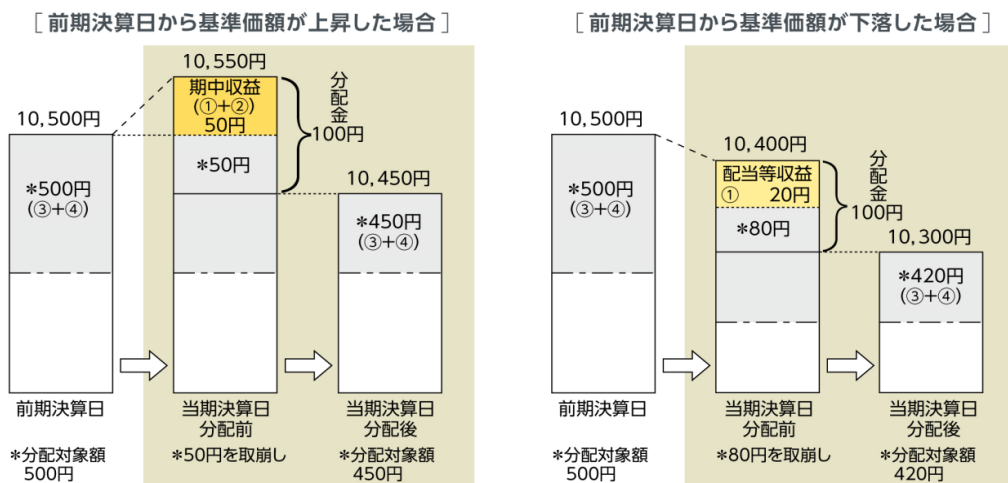 ［前期決算日から基準価額が上昇した場合］
10,550円
期中収益
(①+②)
50円
分配金
100円
10,500円
＊500円
(③+④)
＊50円
10,450円
＊450円
(③+④)
前期決算日
当期決算日
分配前
当期決算日
分配後
＊分配対象額
500円
＊50円を取崩し
＊分配対象額
450円
［前期決算日から基準価額が下落した場合］
10,500円
＊500円
(③+④)
10,400円
配当等収益
① 20円
分配金
100円
＊80円
10,300円
＊420円
(③+④)
前期決算日
当期決算日
分配前
当期決算日
分配後
＊分配対象額
500円
＊80円を取崩し
＊分配対象額
420円